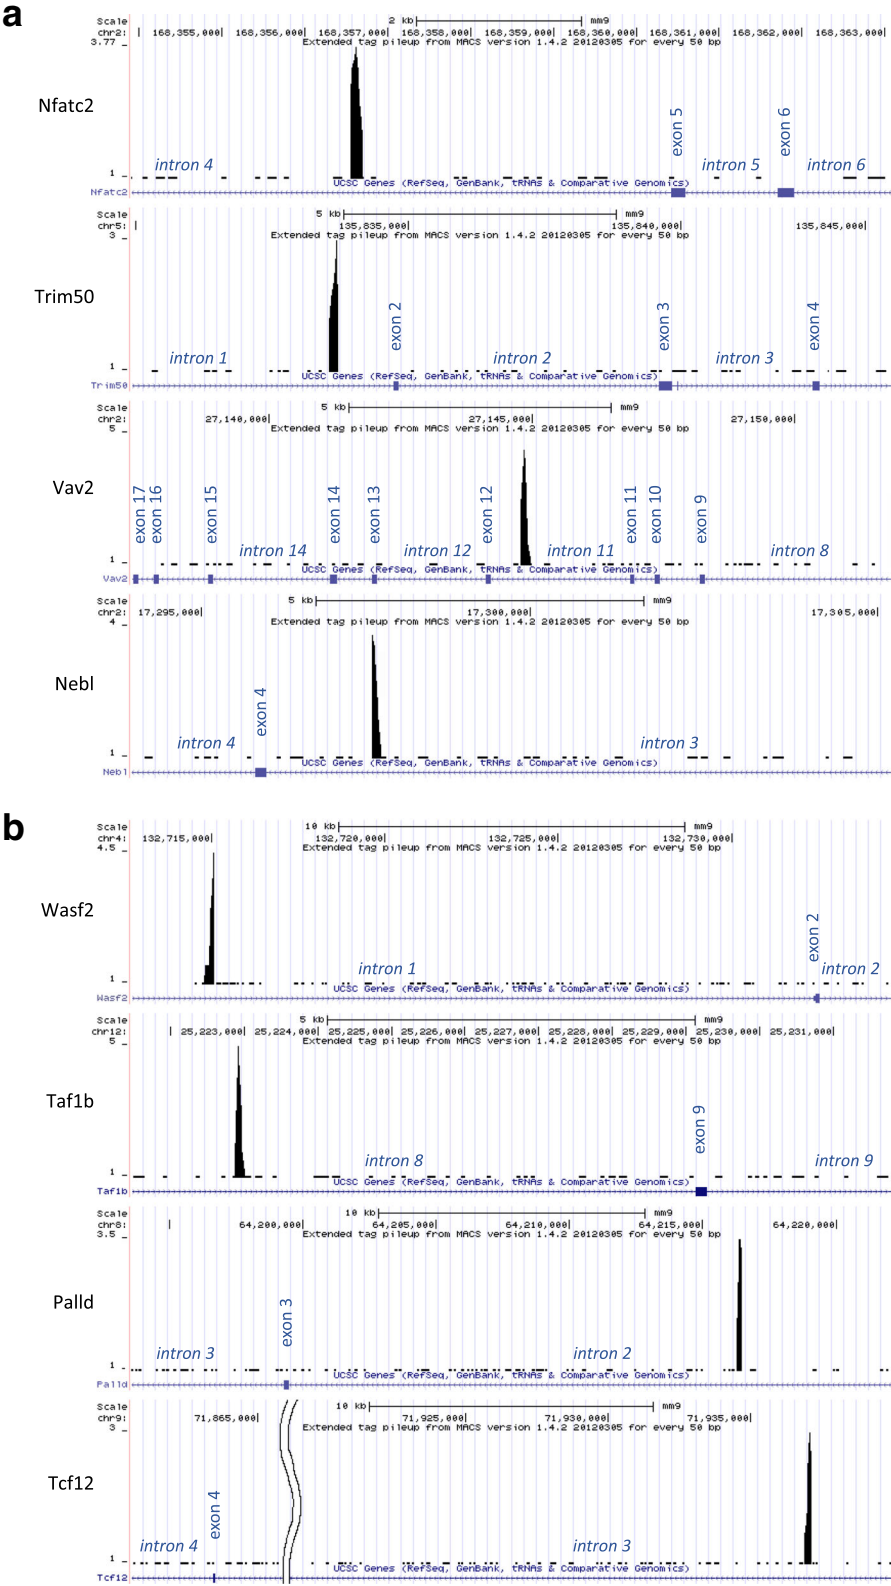 a
Scale 2 kb mm9
chr2: 168,355,000 168,356,000 168,357,000 168,358,000 168,359,000 168,360,000 168,361,000 168,362,000 168,363,000
3.77 Extended tag pileup from MACS version 1.4.2 20120305 for every 50 bp
Nfatc2
exon 5 exon 6
intron 4 intron 5 intron 6
1
UCSC Genes (RefSeq, GenBank, tRNAs & Comparative Genomics)
Nfatc2
Scale 5 kb mm9
chr5: 135,835,000 135,840,000 135,845,000
3 Extended tag pileup from MACS version 1.4.2 20120305 for every 50 bp
Trim50
exon 2 exon 3 exon 4
intron 1 intron 2 intron 3
1
UCSC Genes (RefSeq, GenBank, tRNAs & Comparative Genomics)
Trim50
Scale 5 kb mm9
chr2: 27,140,000 27,145,000 27,150,000
5 Extended tag pileup from MACS version 1.4.2 20120305 for every 50 bp
Vav2
exon 17 exon 16 exon 15 exon 14 exon 13 exon 12 exon 11 exon 10 exon 9
intron 14 intron 12 intron 11 intron 8
1
UCSC Genes (RefSeq, GenBank, tRNAs & Comparative Genomics)
Vav2
Scale 5 kb mm9
chr2: 17,295,000 17,300,000 17,305,000
4 Extended tag pileup from MACS version 1.4.2 20120305 for every 50 bp
Nebl
exon 4
intron 4 intron 3
1
UCSC Genes (RefSeq, GenBank, tRNAs & Comparative Genomics)
Nebl
b
Scale 10 kb mm9
chr4: 132,715,000 132,720,000 132,725,000 132,730,000
4.5 Extended tag pileup from MACS version 1.4.2 20120305 for every 50 bp
Wasf2
exon 2
intron 1 intron 2
1
UCSC Genes (RefSeq, GenBank, tRNAs & Comparative Genomics)
Wasf2
Scale 5 kb mm9
chr12: 25,223,000 25,224,000 25,225,000 25,226,000 25,227,000 25,228,000 25,229,000 25,230,000 25,231,000
5 Extended tag pileup from MACS version 1.4.2 20120305 for every 50 bp
Taf1b
exon 9
intron 8 intron 9
1
UCSC Genes (RefSeq, GenBank, tRNAs & Comparative Genomics)
Taf1b
Scale 10 kb mm9
chr8: 64,200,000 64,205,000 64,210,000 64,215,000 64,220,000
3.5 Extended tag pileup from MACS version 1.4.2 20120305 for every 50 bp
Palld
exon 3
intron 3 intron 2
1
UCSC Genes (RefSeq, GenBank, tRNAs & Comparative Genomics)
Palld
Scale 10 kb mm9
chr9: 71,865,000 71,925,000 71,930,000 71,935,000
3 Extended tag pileup from MACS version 1.4.2 20120305 for every 50 bp
Tcf12
exon 4
intron 4 intron 3
1
UCSC Genes (RefSeq, GenBank, tRNAs & Comparative Genomics)
Tcf12